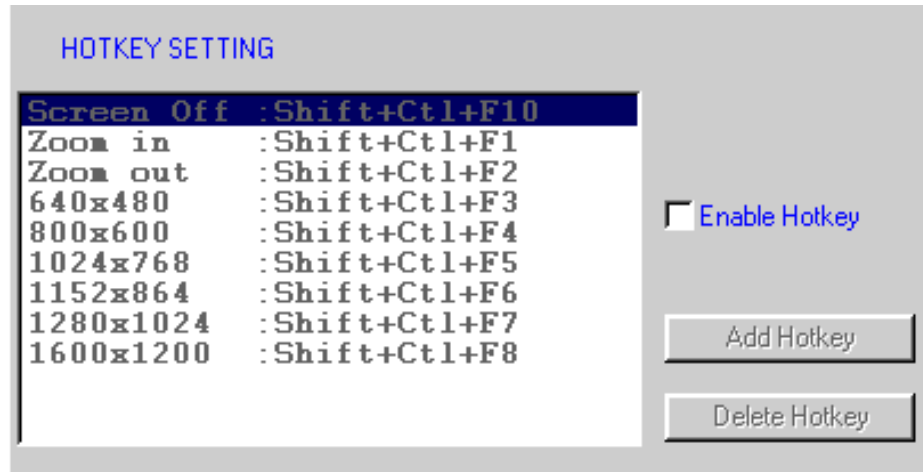 HOTKEY SETTING
Screen Off :Shift+Ctl+F10
Zoom in :Shift+Ctl+F1
Zoom out :Shift+Ctl+F2
640x480 :Shift+Ctl+F3
800x600 :Shift+Ctl+F4
1024x768 :Shift+Ctl+F5
1152x864 :Shift+Ctl+F6
1280x1024 :Shift+Ctl+F7
1600x1200 :Shift+Ctl+F8
Enable Hotkey
Add Hotkey
Delete Hotkey